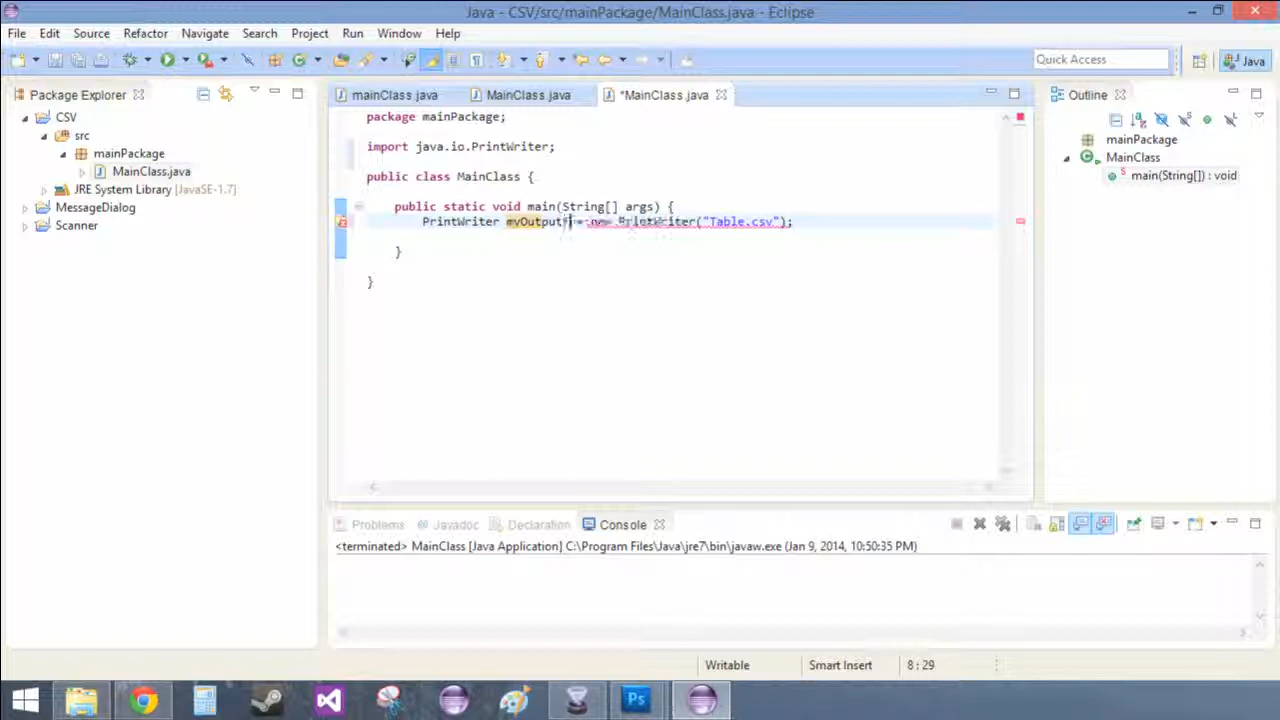 Java - CSV/src/mainPackage/MainClass.java - Eclipse
File Edit Source Refactor Navigate Search Project Run Window Help
Quick Access
Java
Package Explorer
mainClass.java
MainClass.java
*MainClass.java
Outline
CSV
src
mainPackage
MainClass.java
JRE System Library [JavaSE-1.7]
MessageDialog
Scanner
package mainPackage;
import java.io.PrintWriter;
public class MainClass {
public static void main(String[] args) {
PrintWriter myOutput = new PrintWriter("Table.csv");
}
}
mainPackage
MainClass
S
main(String[]) : void
Problems
Javadoc
Declaration
Console
<terminated> MainClass [Java Application] C:\Program Files\Java\jre7\bin\javaw.exe (Jan 9, 2014, 10:50:35 PM)
Writable
Smart Insert
8 : 29
Ps